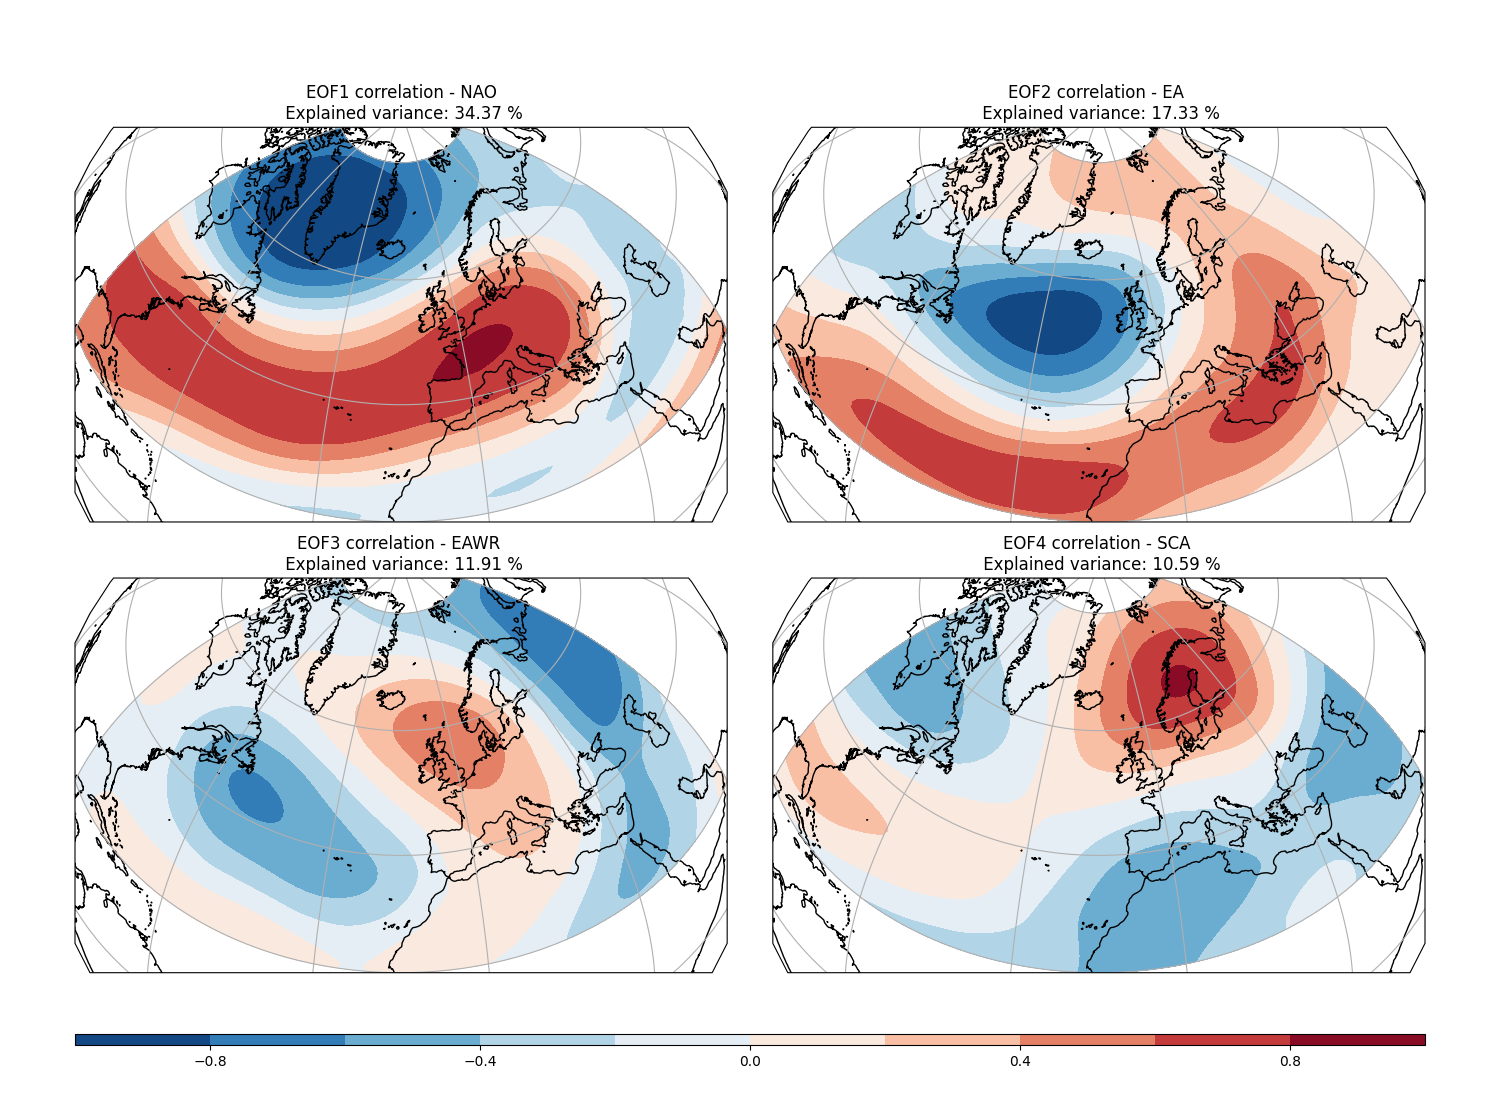 EOF1 correlation - NAO
Explained variance: 34.37 %
EOF2 correlation - EA
Explained variance: 17.33 %
EOF3 correlation - EAWR
Explained variance: 11.91 %
EOF4 correlation - SCA
Explained variance: 10.59 %
−0.8 −0.4 0.0 0.4 0.8